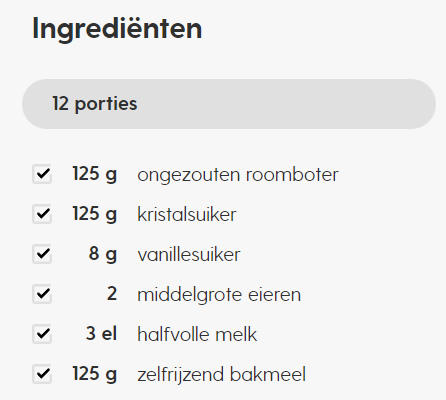 Ingrediënten
12 porties
125 g ongezouten roomboter
125 g kristalsuiker
8 g vanillesuiker
2 middelgrote eieren
3 el halfvolle melk
125 g zelfrijzend bakmeel